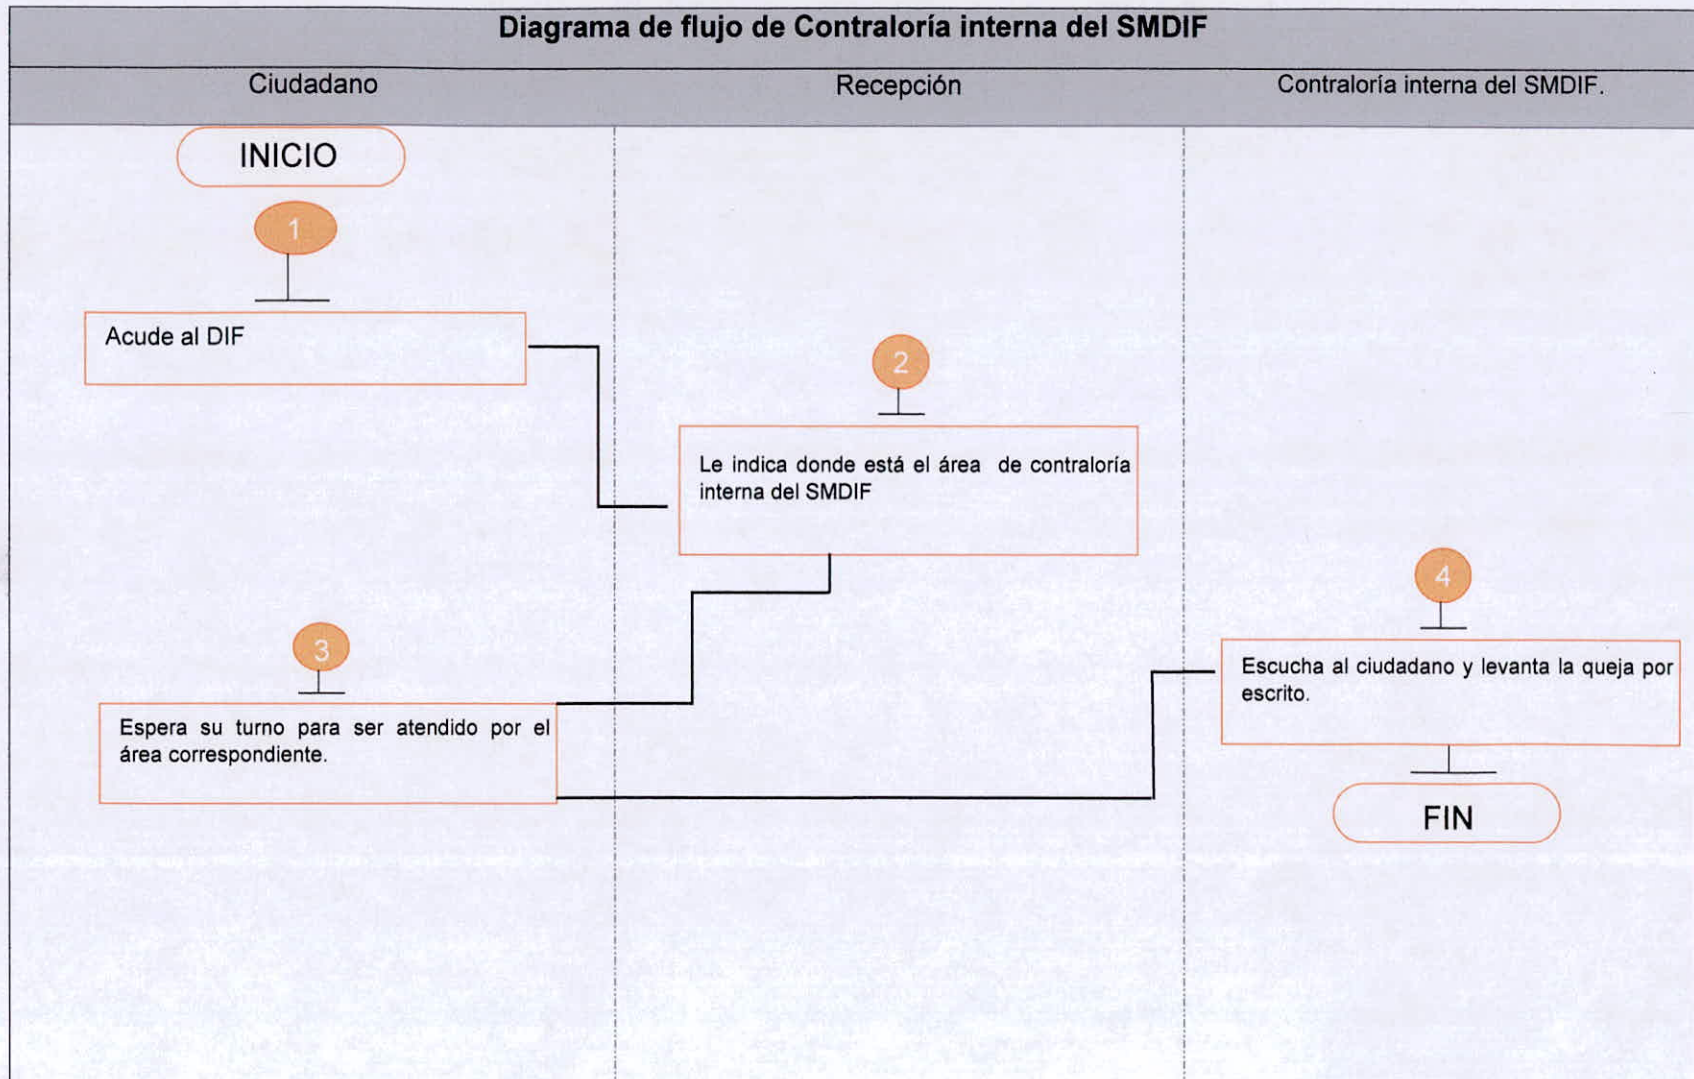 Diagrama de flujo de Contraloría interna del SMDIF
Ciudadano
Recepción
Contraloría interna del SMDIF.
INICIO
1
Acude al DIF
2
Le indica donde está el área de contraloría
interna del SMDIF
3
Espera su turno para ser atendido por el
área correspondiente.
4
Escucha al ciudadano y levanta la queja por
escrito.
FIN